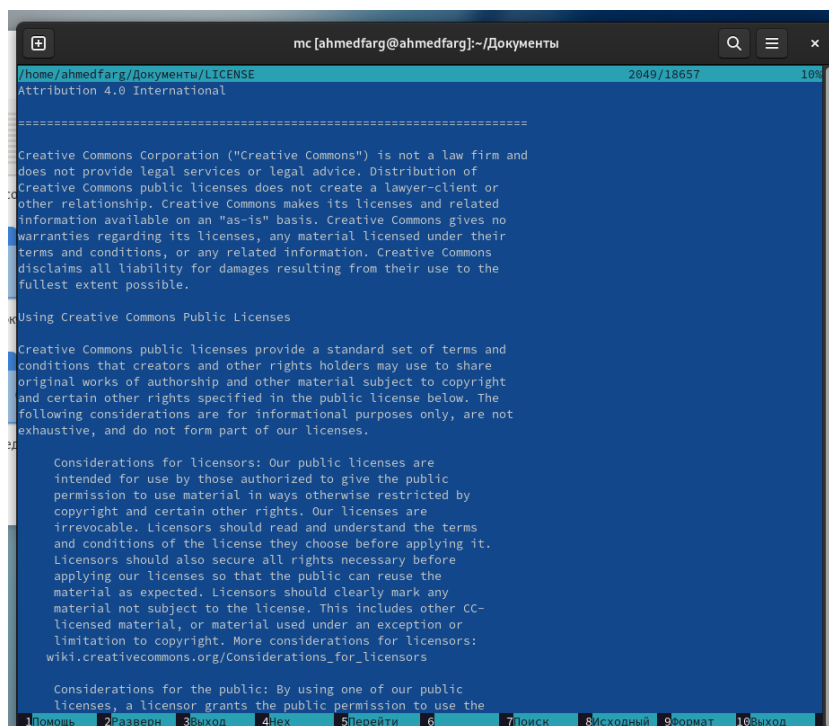 mc [ahmedfarg@ahmedfarg]:~/Документы
/home/ahmedfarg/Документы/LICENSE 2049/18657 10%
Attribution 4.0 International
=======================================================================
Creative Commons Corporation ("Creative Commons") is not a law firm and
does not provide legal services or legal advice. Distribution of
Creative Commons public licenses does not create a lawyer-client or
other relationship. Creative Commons makes its licenses and related
information available on an "as-is" basis. Creative Commons gives no
warranties regarding its licenses, any material licensed under their
terms and conditions, or any related information. Creative Commons
disclaims all liability for damages resulting from their use to the
fullest extent possible.
Using Creative Commons Public Licenses
Creative Commons public licenses provide a standard set of terms and
conditions that creators and other rights holders may use to share
original works of authorship and other material subject to copyright
and certain other rights specified in the public license below. The
following considerations are for informational purposes only, are not
exhaustive, and do not form part of our licenses.
Considerations for licensors: Our public licenses are
intended for use by those authorized to give the public
permission to use material in ways otherwise restricted by
copyright and certain other rights. Our licenses are
irrevocable. Licensors should read and understand the terms
and conditions of the license they choose before applying it.
Licensors should also secure all rights necessary before
applying our licenses so that the public can reuse the
material as expected. Licensors should clearly mark any
material not subject to the license. This includes other CC-
licensed material, or material used under an exception or
limitation to copyright. More considerations for licensors:
wiki.creativecommons.org/Considerations_for_licensors
Considerations for the public: By using one of our public
licenses, a licensor grants the public permission to use the
1Помощь 2Разверн 3Выход 4Hex 5Перейти 6 7Поиск 8Исходный 9Формат 10Выход